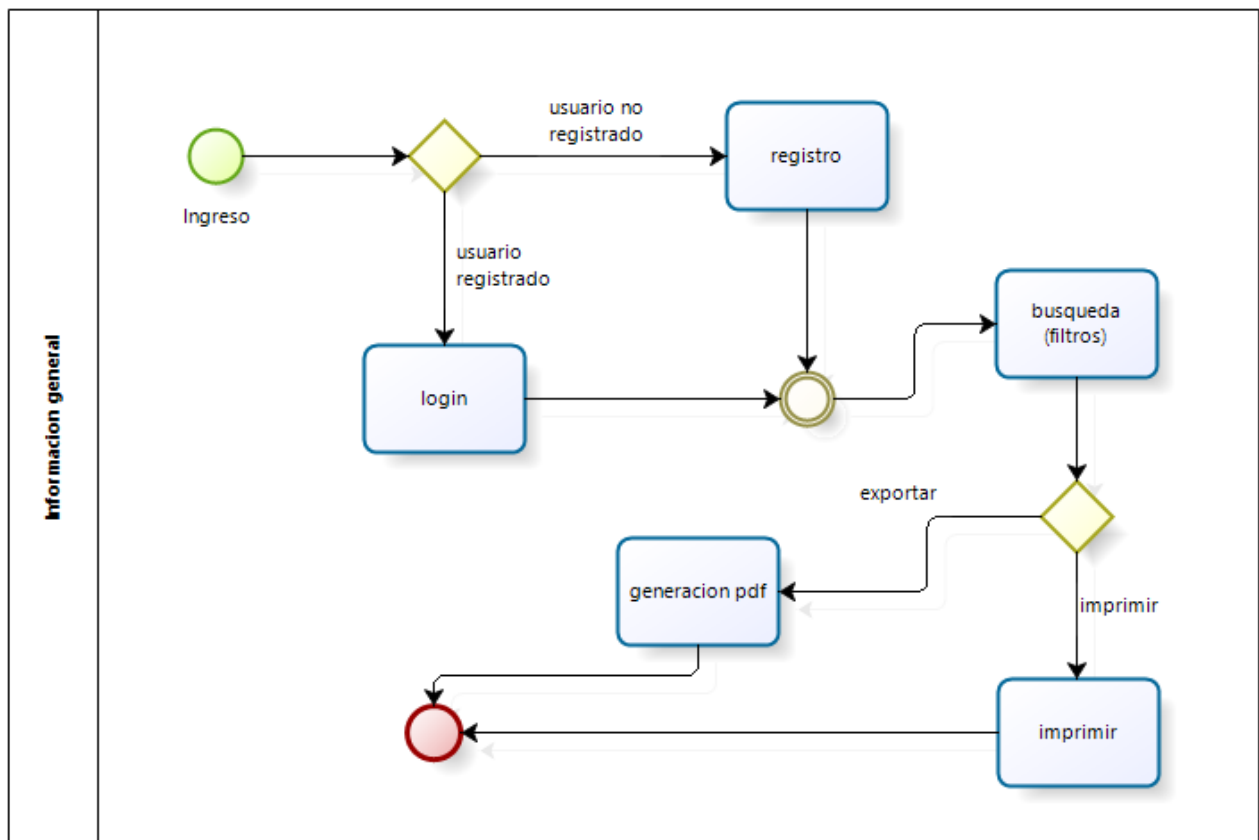 Informacion general
Ingreso
usuario no
registrado
registro
usuario
registrado
login
busqueda
(filtros)
exportar
generacion pdf
imprimir
imprimir